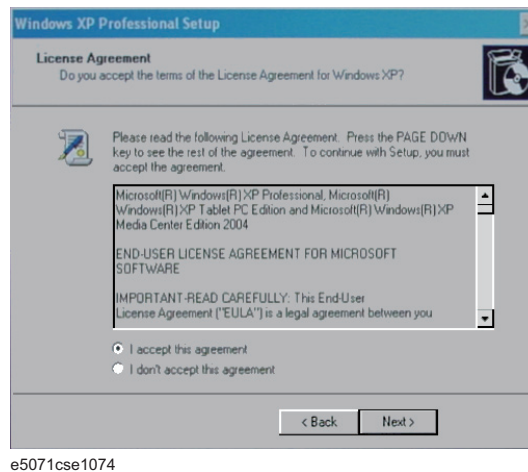 Windows XP Professional Setup
License Agreement
Do you accept the terms of the License Agreement for Windows XP?
Please read the following License Agreement. Press the PAGE DOWN
key to see the rest of the agreement. To continue with Setup, you must
accept the agreement.
Microsoft(R) Windows(R) XP Professional, Microsoft(R)
Windows(R) XP Tablet PC Edition and Microsoft(R) Windows(R) XP
Media Center Edition 2004
END-USER LICENSE AGREEMENT FOR MICROSOFT
SOFTWARE
IMPORTANT-READ CAREFULLY: This End-User
License Agreement ("EULA") is a legal agreement between you
I accept this agreement
I don't accept this agreement
< Back
Next >
e5071cse1074